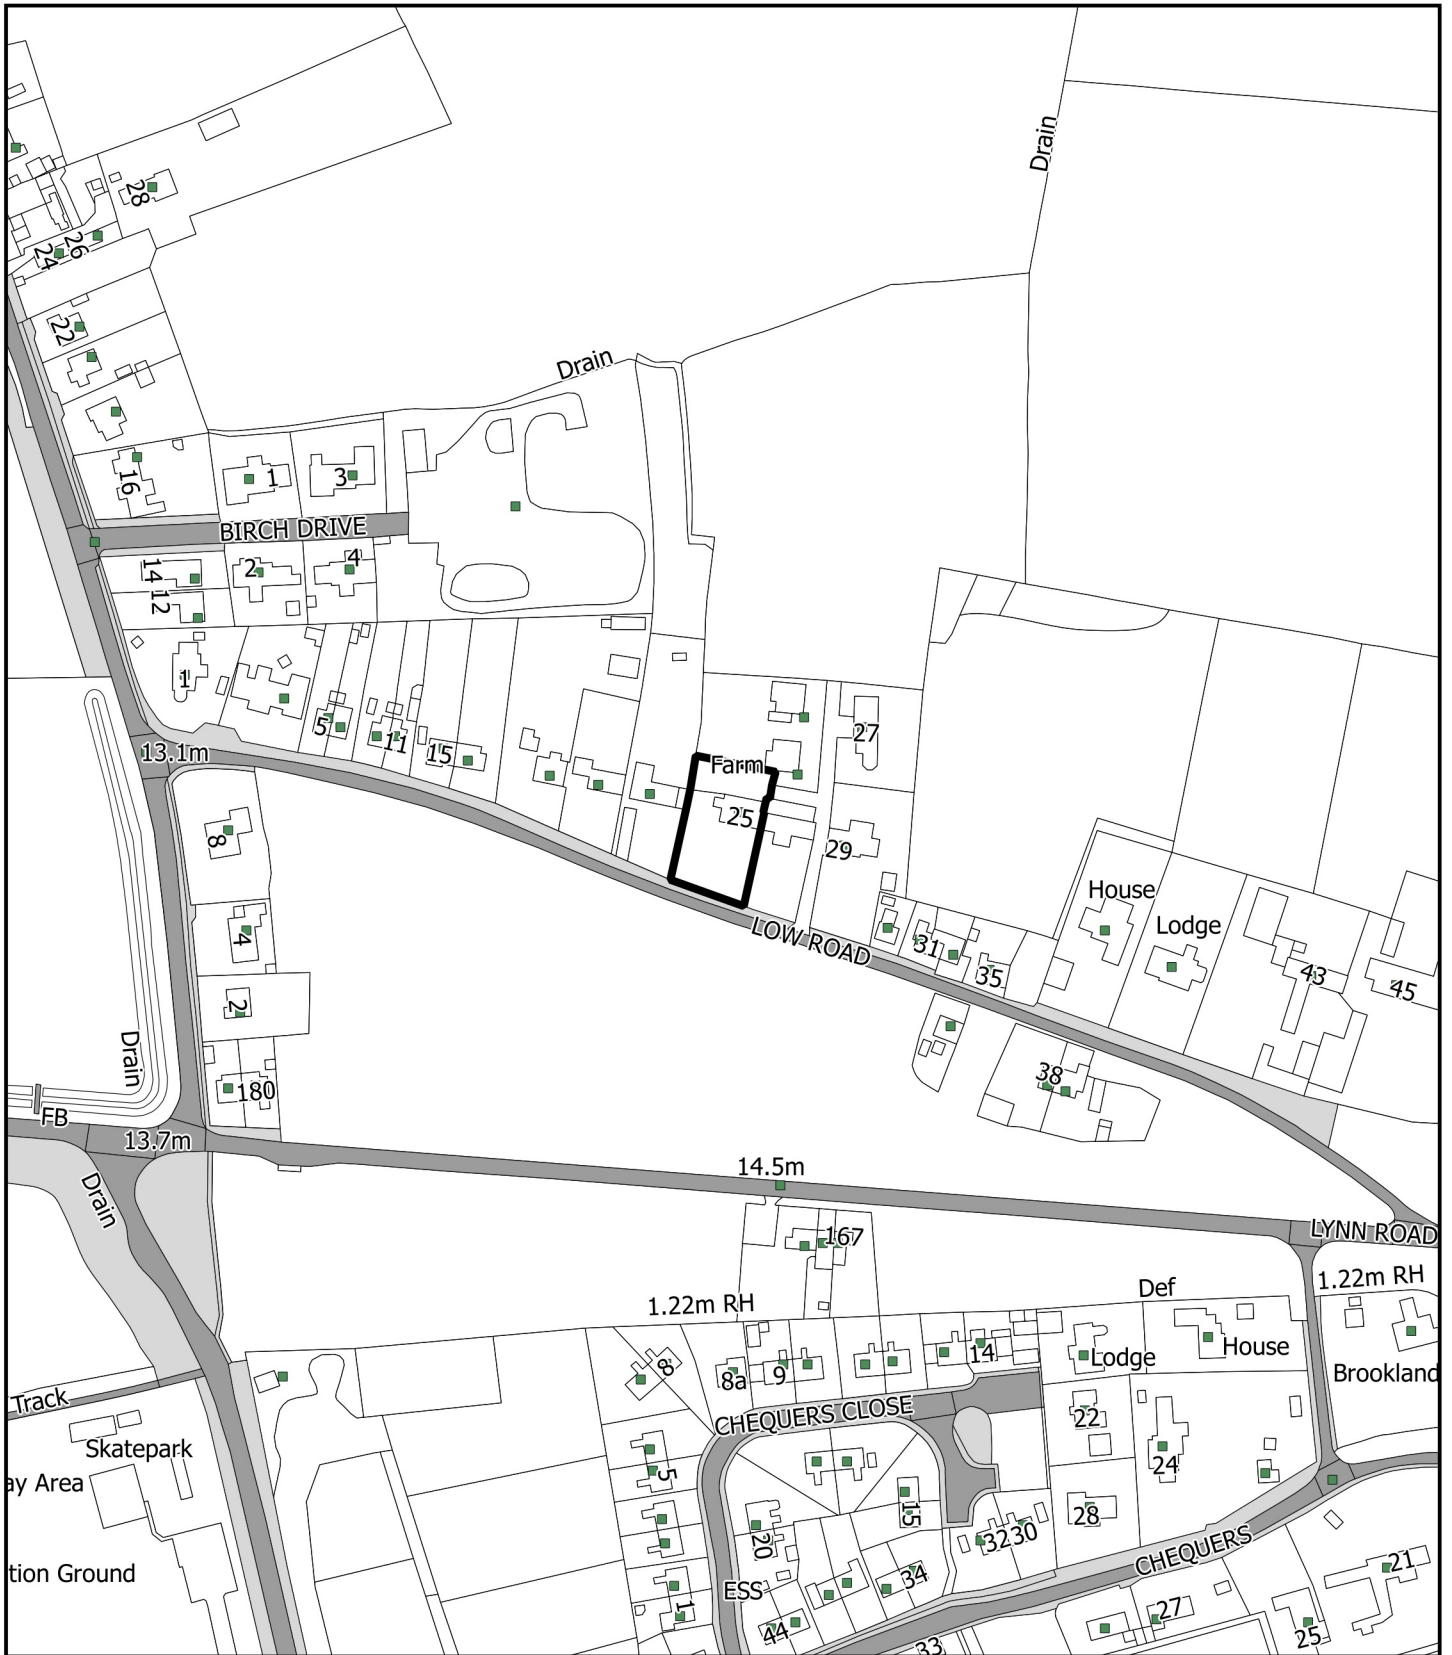 Drain
28
26
24
22
Drain
16
1
3
BIRCH DRIVE
14
2
4
12
1
5
11
15
13.1m
Farm
27
25
8
29
House
LOW ROAD
Lodge
31
4
35
43
45
2
Drain
38
180
FB
13.7m
14.5m
Drain
167
LYNN ROAD
1.22m RH
1.22m RH
Def
8
8a
9
14
Lodge
House
Brookland
Track
CHEQUERS CLOSE
22
Skatepark
5
24
ay Area
15
28
20
32
30
CHEQUERS
tion Ground
ESS
34
21
1
44
27
25
33